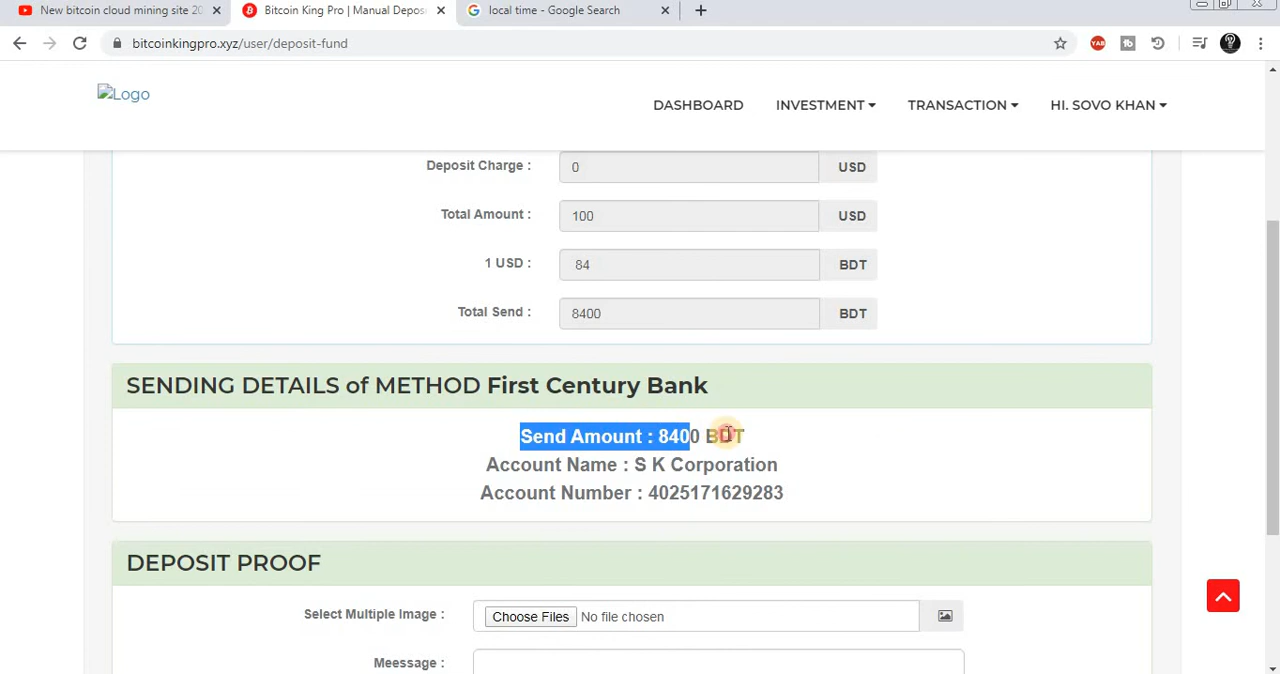 New bitcoin cloud mining site 20
Bitcoin King Pro | Manual Depos
local time - Google Search
bitcoinkingpro.xyz/user/deposit-fund
YAB
tb
Logo
DASHBOARD
INVESTMENT
TRANSACTION
HI. SOVO KHAN
Deposit Charge :
0
USD
Total Amount :
100
USD
1 USD :
84
BDT
Total Send :
8400
BDT
SENDING DETAILS of METHOD First Century Bank
Send Amount : 8400 BDT
Account Name : S K Corporation
Account Number : 4025171629283
DEPOSIT PROOF
Select Multiple Image :
Choose Files
No file chosen
Meessage :